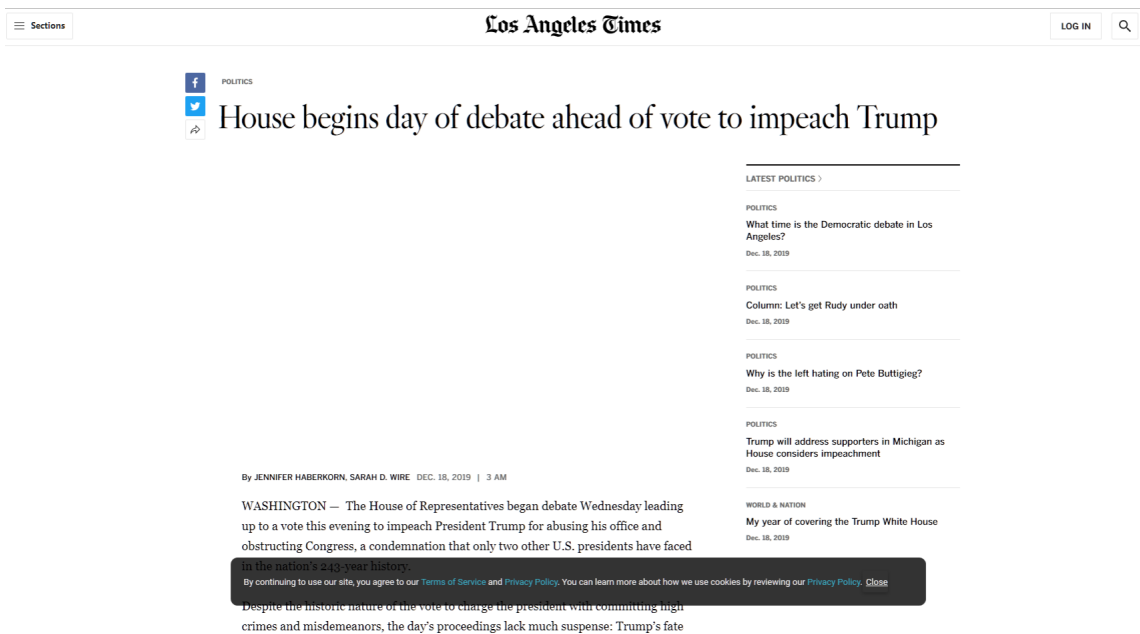 Sections
Los Angeles Times
LOG IN
POLITICS
House begins day of debate ahead of vote to impeach Trump
By JENNIFER HABERKORN, SARAH D. WIRE DEC. 18, 2019 | 3 AM
WASHINGTON — The House of Representatives began debate Wednesday leading
up to a vote this evening to impeach President Trump for abusing his office and
obstructing Congress, a condemnation that only two other U.S. presidents have faced
in the nation's 243-year history.
Despite the historic nature of the vote to charge the president with committing high
crimes and misdemeanors, the day's proceedings lack much suspense: Trump's fate
LATEST POLITICS
POLITICS
What time is the Democratic debate in Los
Angeles?
Dec. 18, 2019
POLITICS
Column: Let's get Rudy under oath
Dec. 18, 2019
POLITICS
Why is the left hating on Pete Buttigieg?
Dec. 18, 2019
POLITICS
Trump will address supporters in Michigan as
House considers impeachment
Dec. 18, 2019
WORLD & NATION
My year of covering the Trump White House
Dec. 18, 2019
By continuing to use our site, you agree to our Terms of Service and Privacy Policy. You can learn more about how we use cookies by reviewing our Privacy Policy. Close